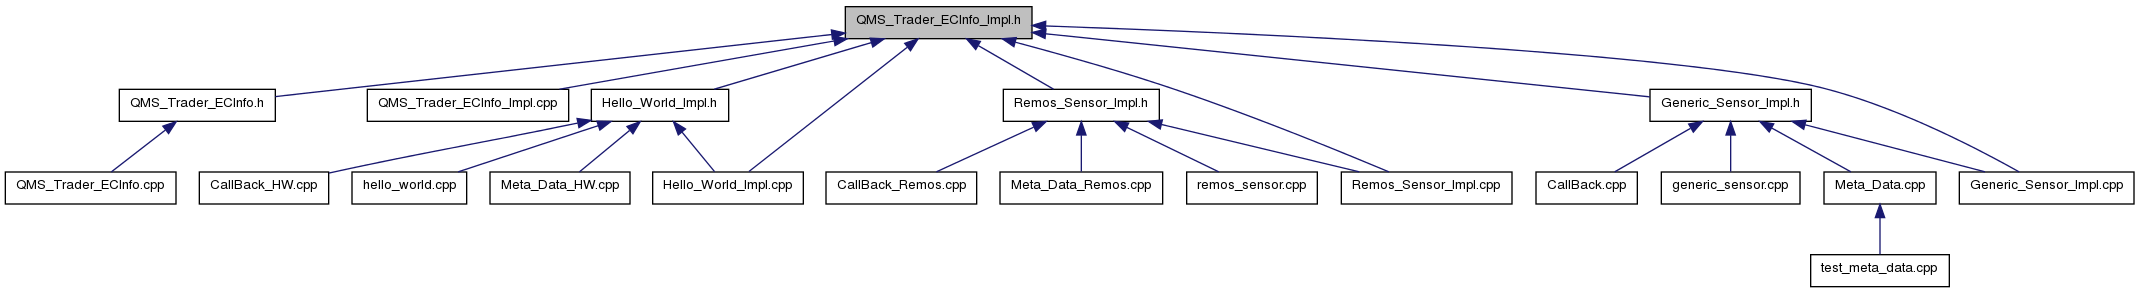 QMS_Trader_ECInfo_Impl.h
QMS_Trader_ECInfo.h
QMS_Trader_ECInfo_Impl.cpp
Hello_World_Impl.h
Remos_Sensor_Impl.h
Generic_Sensor_Impl.h
QMS_Trader_ECInfo.cpp
CallBack_HW.cpp
hello_world.cpp
Meta_Data_HW.cpp
Hello_World_Impl.cpp
CallBack_Remos.cpp
Meta_Data_Remos.cpp
remos_sensor.cpp
Remos_Sensor_Impl.cpp
CallBack.cpp
generic_sensor.cpp
Meta_Data.cpp
Generic_Sensor_Impl.cpp
test_meta_data.cpp